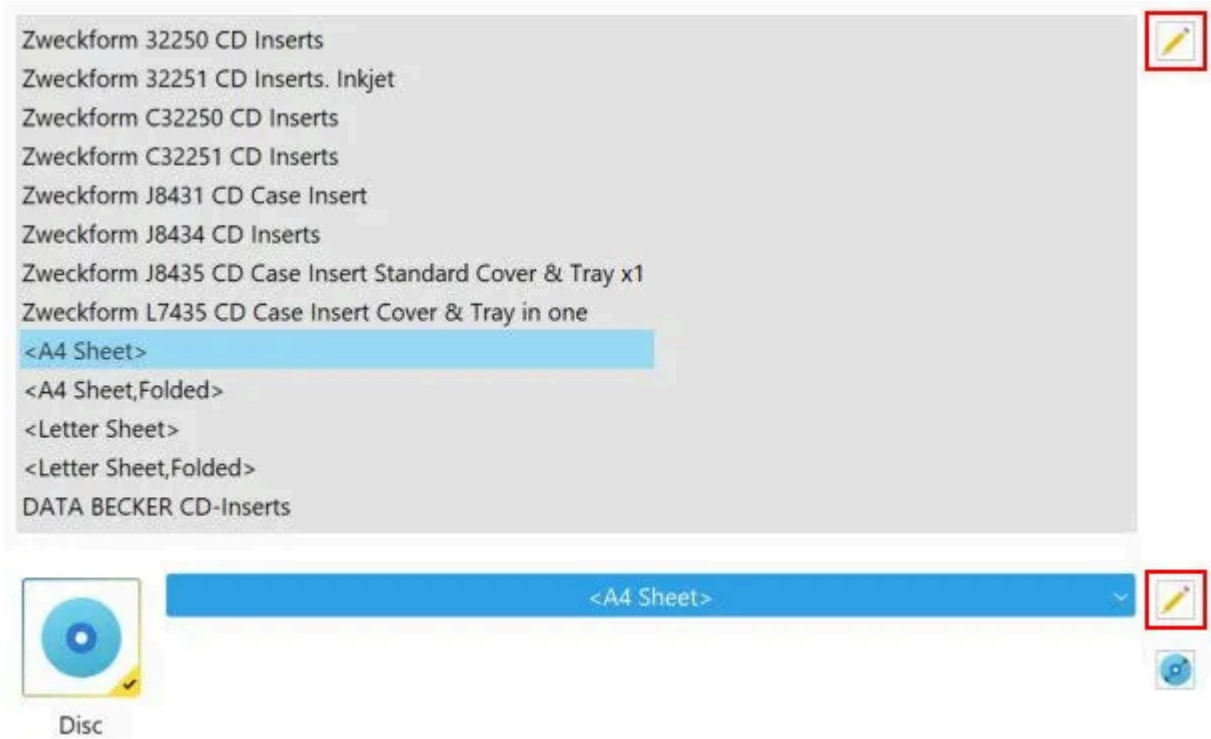 Zweckform 32250 CD Inserts
Zweckform 32251 CD Inserts. Inkjet
Zweckform C32250 CD Inserts
Zweckform C32251 CD Inserts
Zweckform J8431 CD Case Insert
Zweckform J8434 CD Inserts
Zweckform J8435 CD Case Insert Standard Cover & Tray x1
Zweckform L7435 CD Case Insert Cover & Tray in one
<A4 Sheet>
<A4 Sheet,Folded>
<Letter Sheet>
<Letter Sheet,Folded>
DATA BECKER CD-Inserts
<A4 Sheet>
Disc